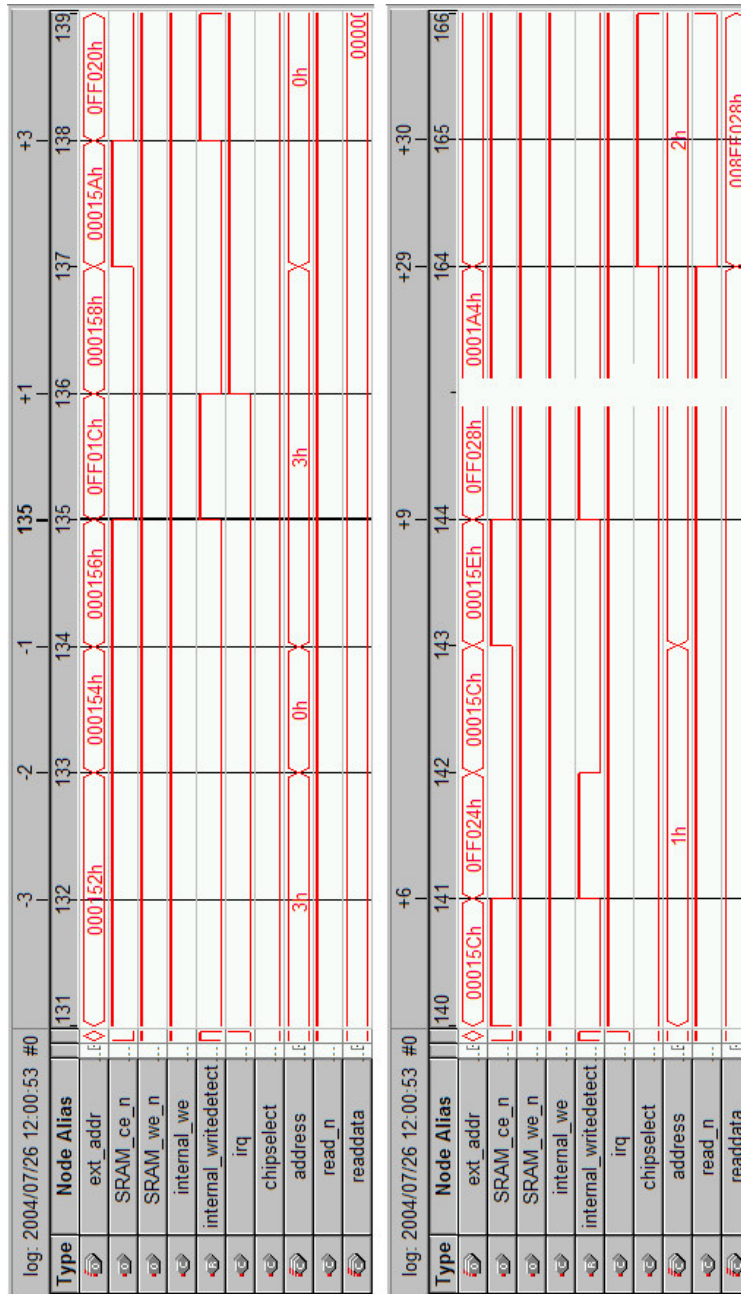 log: 2004/07/26 12:00:53 #0
-3 -2 -1 135 +1 +3
Type Node Alias 131 132 133 134 135 136 137 138 139
ext_addr 000152h 000154h 000156h 0FF01Ch 000158h 00015Ah 0FF020h
SRAM_ce_n
SRAM_we_n
internal_we
internal_writedetect
irq
chipselect
address 3h 0h 3h 0h
read_n
readdata 00000
log: 2004/07/26 12:00:53 #0
+6 +9 +29 +30
Type Node Alias 140 141 142 143 144 164 165 166
ext_addr 00015Ch 0FF024h 00015Ch 00015Eh 0FF028h 0001A4h
SRAM_ce_n
SRAM_we_n
internal_we
internal_writedetect
irq
chipselect
address 1h 2h
read_n
readdata 008FF028h